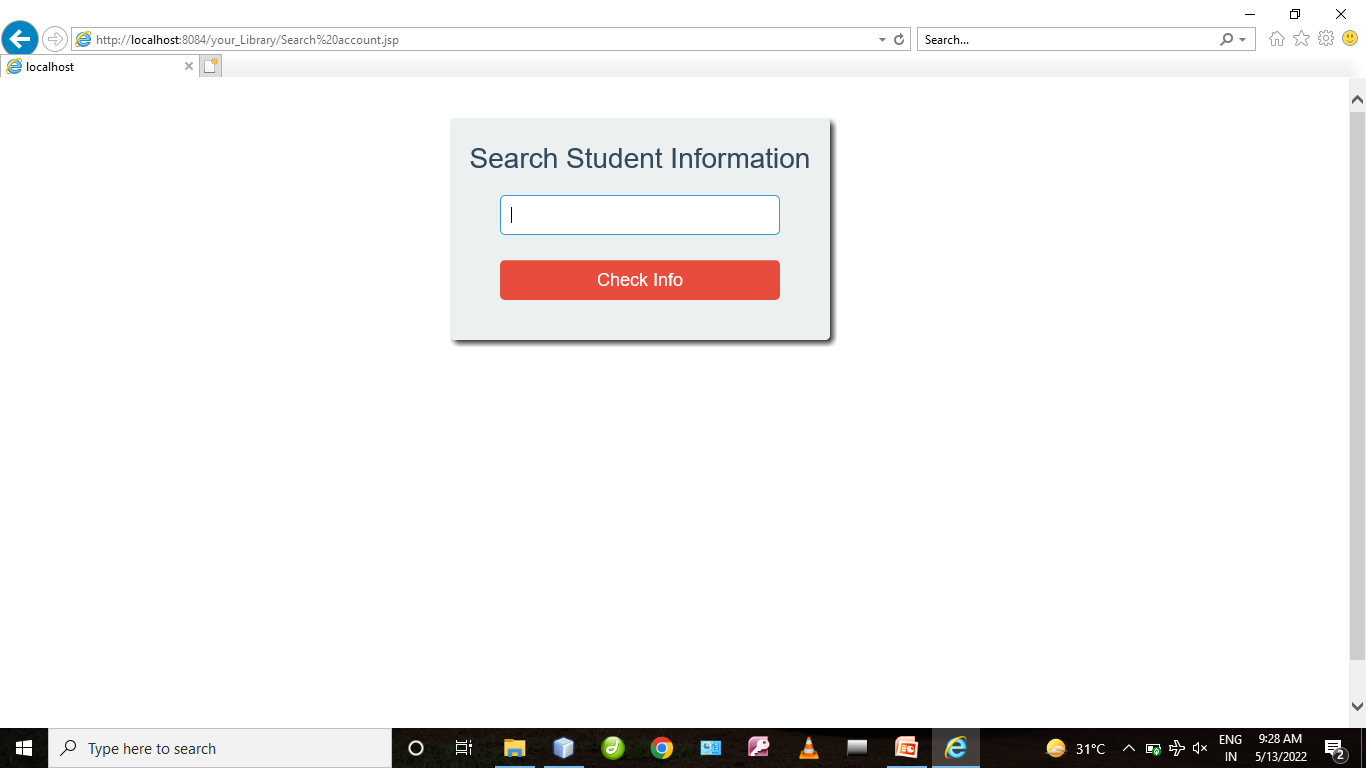 http://localhost:8084/your_Library/Search%20account.jsp
Search...
localhost
Search Student Information
Check Info
Type here to search
31°C
ENG
IN
9:28 AM
5/13/2022
2